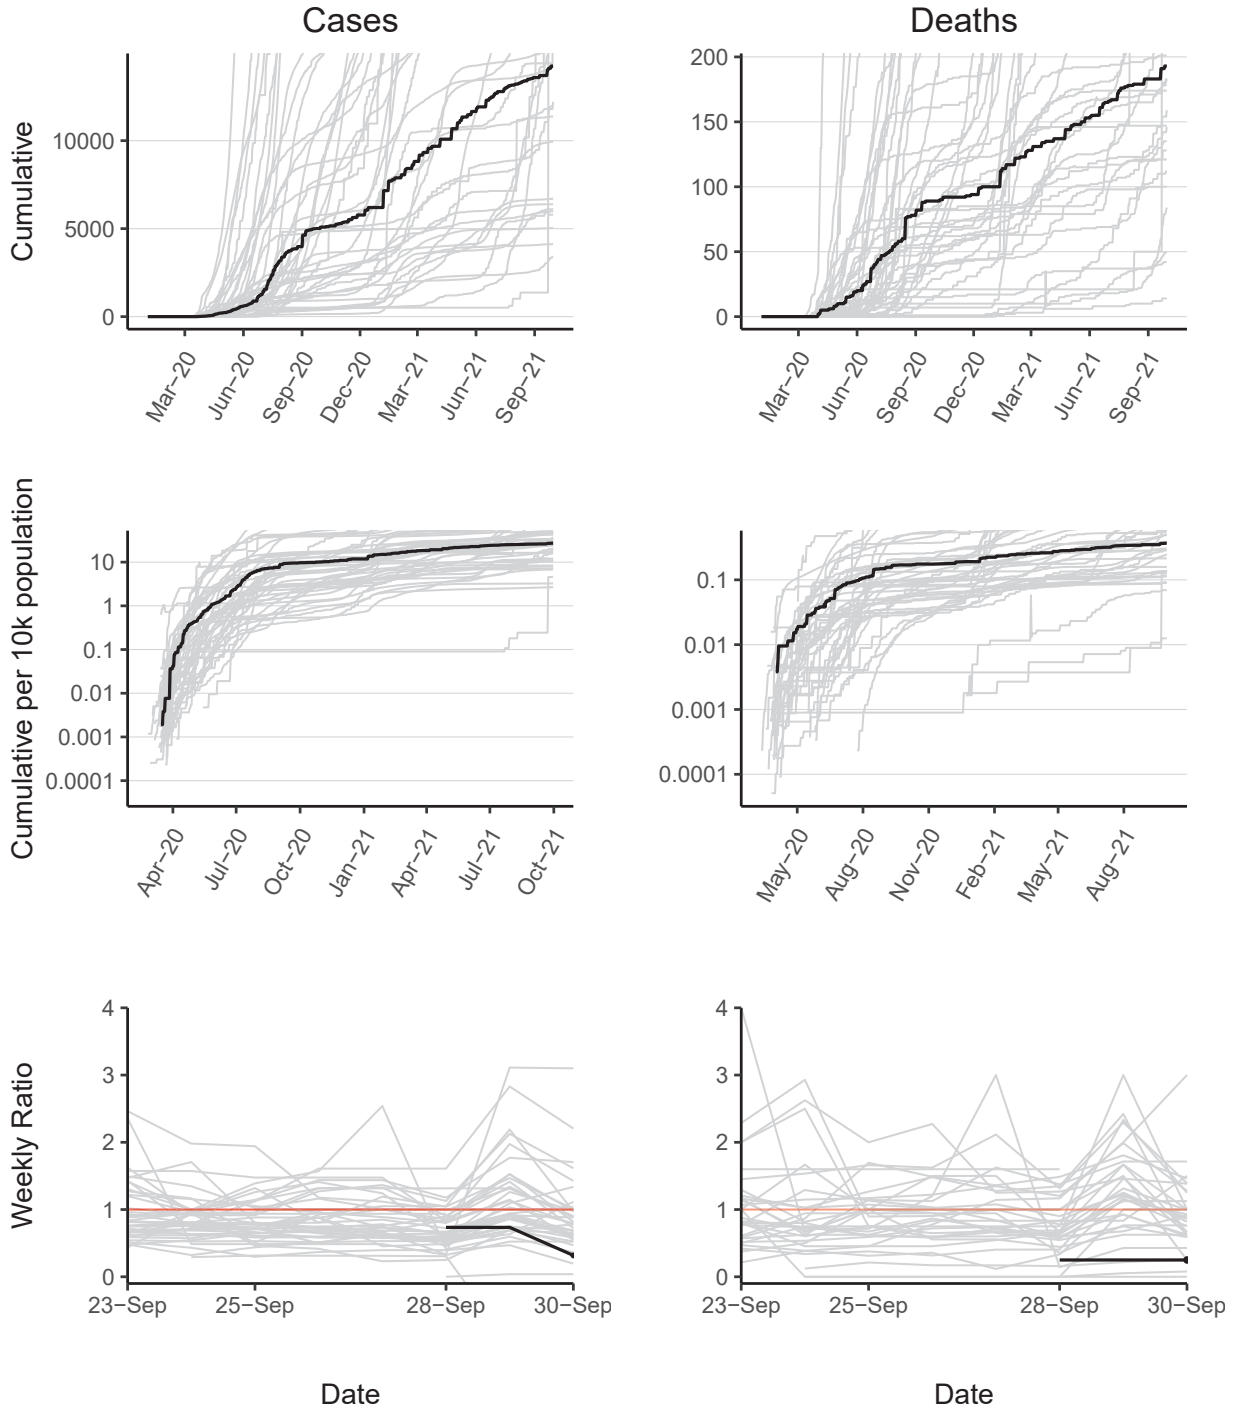 Cases
Deaths
Cumulative
10000
5000
0
Mar−20
Jun−20
Sep−20
Dec−20
Mar−21
Jun−21
Sep−21
200
150
100
50
0
Mar−20
Jun−20
Sep−20
Dec−20
Mar−21
Jun−21
Sep−21
Cumulative per 10k population
10
1
0.1
0.01
0.001
0.0001
Apr−20
Jul−20
Oct−20
Jan−21
Apr−21
Jul−21
Oct−21
0.1
0.01
0.001
0.0001
May−20
Aug−20
Nov−20
Feb−21
May−21
Aug−21
Weekly Ratio
4
3
2
1
0
23−Sep
25−Sep
28−Sep
30−Sep
Date
4
3
2
1
0
23−Sep
25−Sep
28−Sep
30−Sep
Date